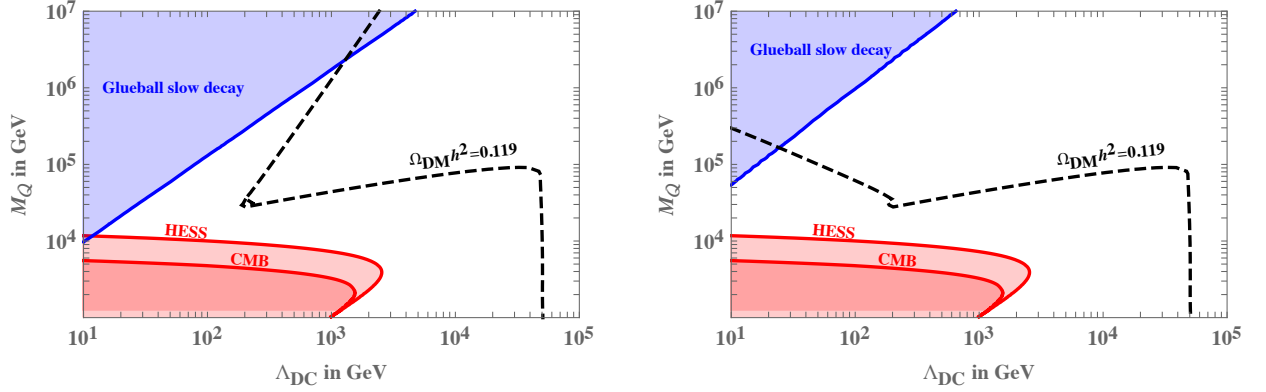 10^7
10^6
10^5
10^4
M_Q in GeV
Glueball slow decay
Ω_DM h^2=0.119
HESS
CMB
10^1 10^2 10^3 10^4 10^5
Λ_DC in GeV
10^7
10^6
10^5
10^4
M_Q in GeV
Glueball slow decay
Ω_DM h^2=0.119
HESS
CMB
10^1 10^2 10^3 10^4 10^5
Λ_DC in GeV